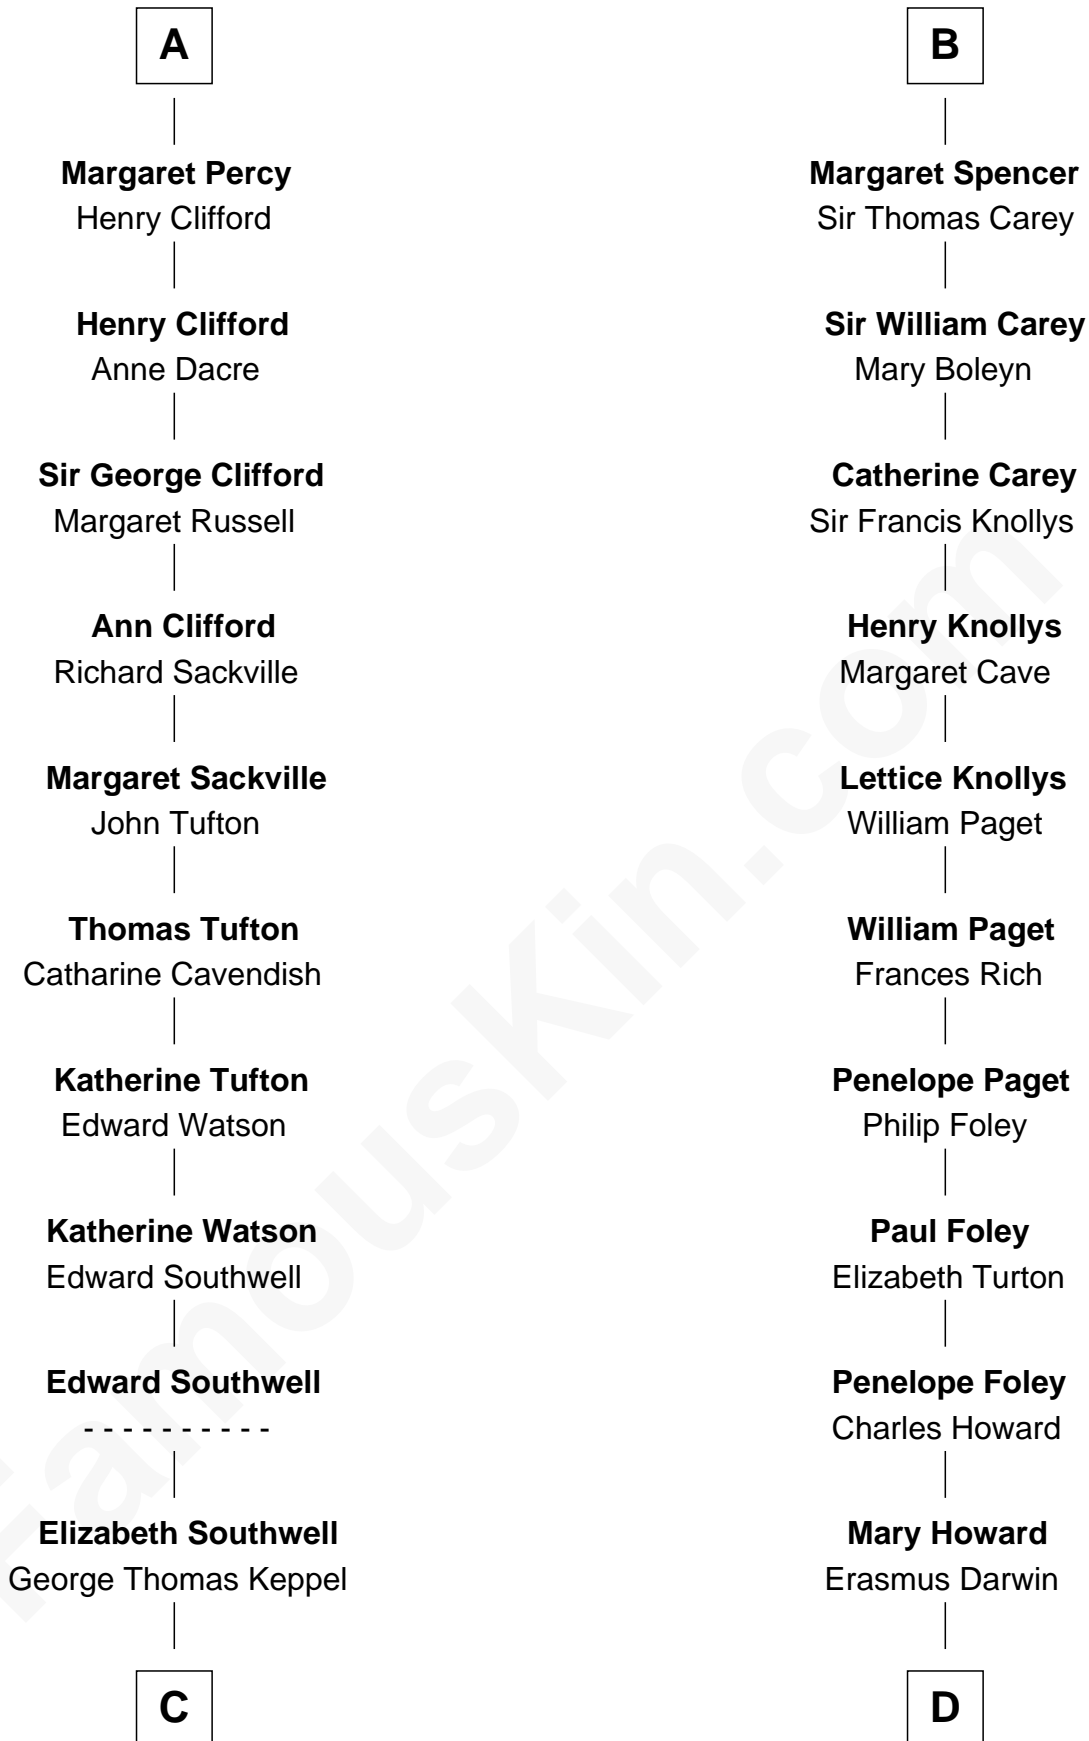 A
Margaret Percy
Henry Clifford
Henry Clifford
Anne Dacre
Sir George Clifford
Margaret Russell
Ann Clifford
Richard Sackville
Margaret Sackville
John Tufton
Thomas Tufton
Catharine Cavendish
Katherine Tufton
Edward Watson
Katherine Watson
Edward Southwell
Edward Southwell
- - - - - - - - - -
Elizabeth Southwell
George Thomas Keppel
C
B
Margaret Spencer
Sir Thomas Carey
Sir William Carey
Mary Boleyn
Catherine Carey
Sir Francis Knollys
Henry Knollys
Margaret Cave
Lettice Knollys
William Paget
William Paget
Frances Rich
Penelope Paget
Philip Foley
Paul Foley
Elizabeth Turton
Penelope Foley
Charles Howard
Mary Howard
Erasmus Darwin
D
FamousKin.com